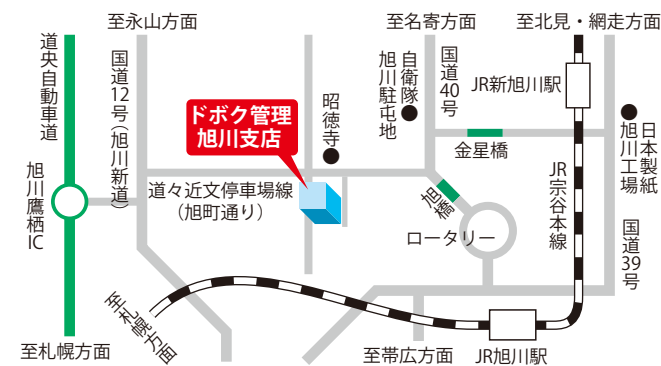 至永山方面
至名寄方面
至北見・網走方面
道央自動車道
国道12号(旭川新道)
自衛隊
旭川駐屯地
国道40号
JR新旭川駅
ドボク管理
旭川支店
昭徳寺
金星橋
日本製紙
旭川工場
旭川鷹栖IC
道々近文停車場線
(旭町通り)
旭橋
ロータリー
JR宗谷本線
国道39号
至札幌方面
至札幌方面
至帯広方面
JR旭川駅